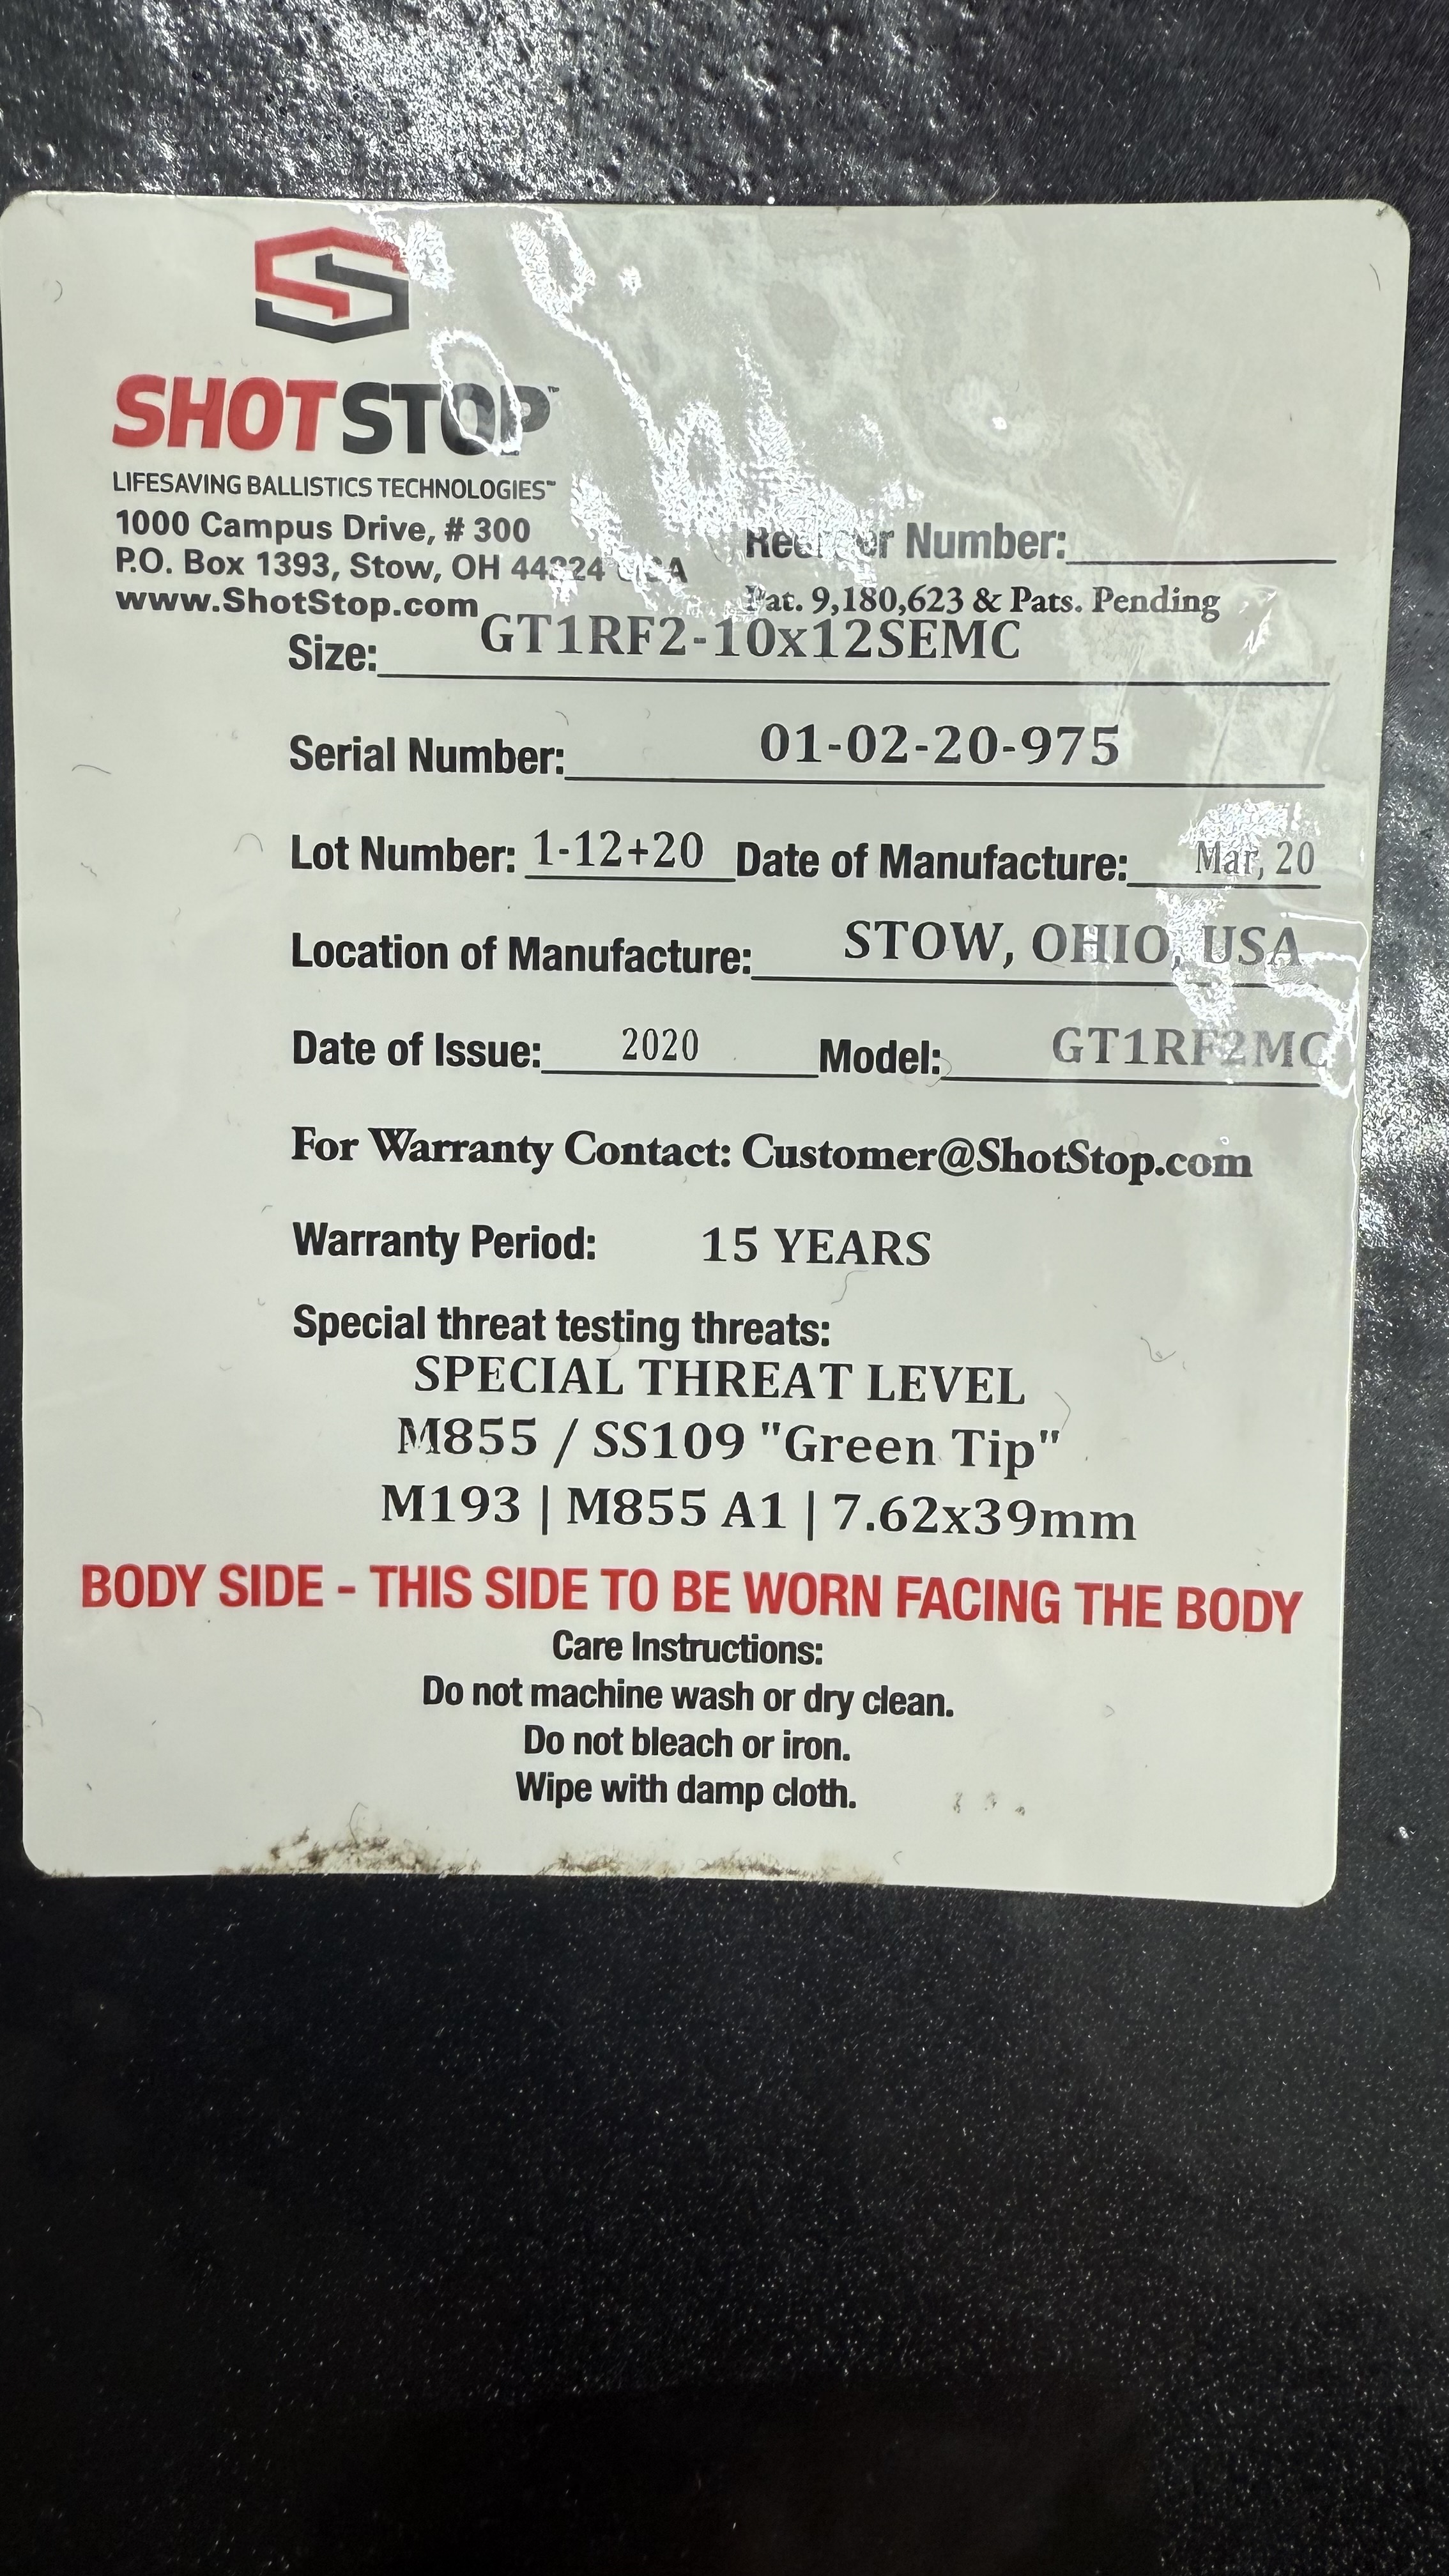 SHOTSTOP™
LIFESAVING BALLISTICS TECHNOLOGIES™
1000 Campus Drive, # 300
P.O. Box 1393, Stow, OH 44224 USA
www.ShotStop.com
Number:
Pat. 9,180,623 & Pats. Pending
Size: GT1RF2-10x12SEMC
Serial Number: 01-02-20-975
Lot Number: 1-12+20 Date of Manufacture: Mar, 20
Location of Manufacture: STOW, OHIO, USA
Date of Issue: 2020 Model: GT1RF2MC
For Warranty Contact: Customer@ShotStop.com
Warranty Period: 15 YEARS
Special threat testing threats:
SPECIAL THREAT LEVEL
M855 / SS109 "Green Tip"
M193 | M855 A1 | 7.62x39mm
BODY SIDE - THIS SIDE TO BE WORN FACING THE BODY
Care Instructions:
Do not machine wash or dry clean.
Do not bleach or iron.
Wipe with damp cloth.